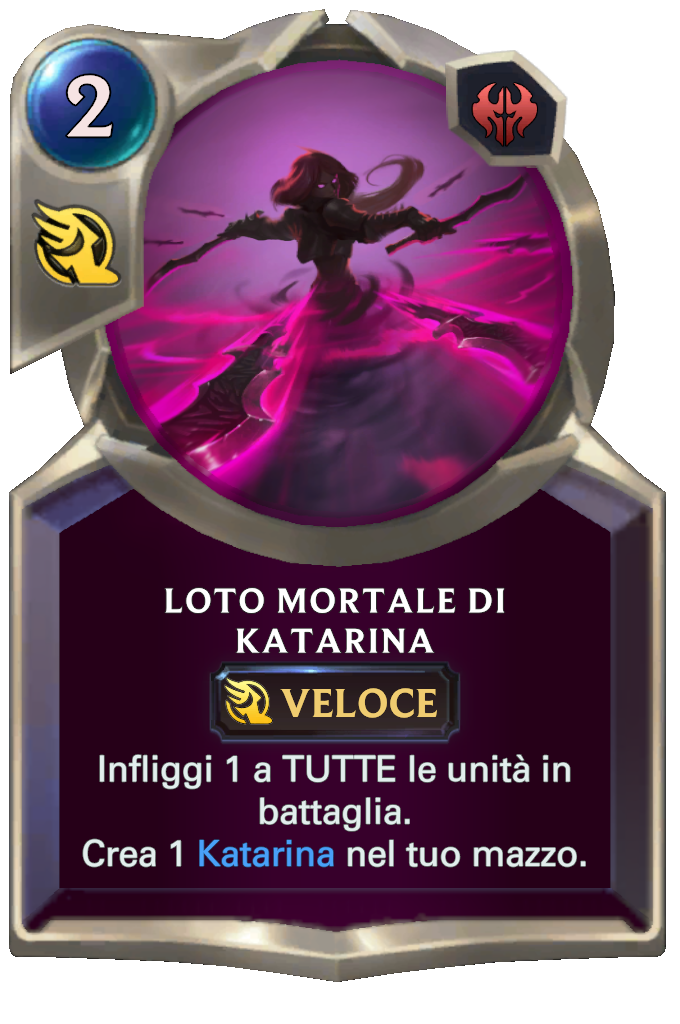 2
LOTO MORTALE DI
KATARINA
VELOCE
Infliggi 1 a TUTTE le unità in
battaglia.
Crea 1 Katarina nel tuo mazzo.